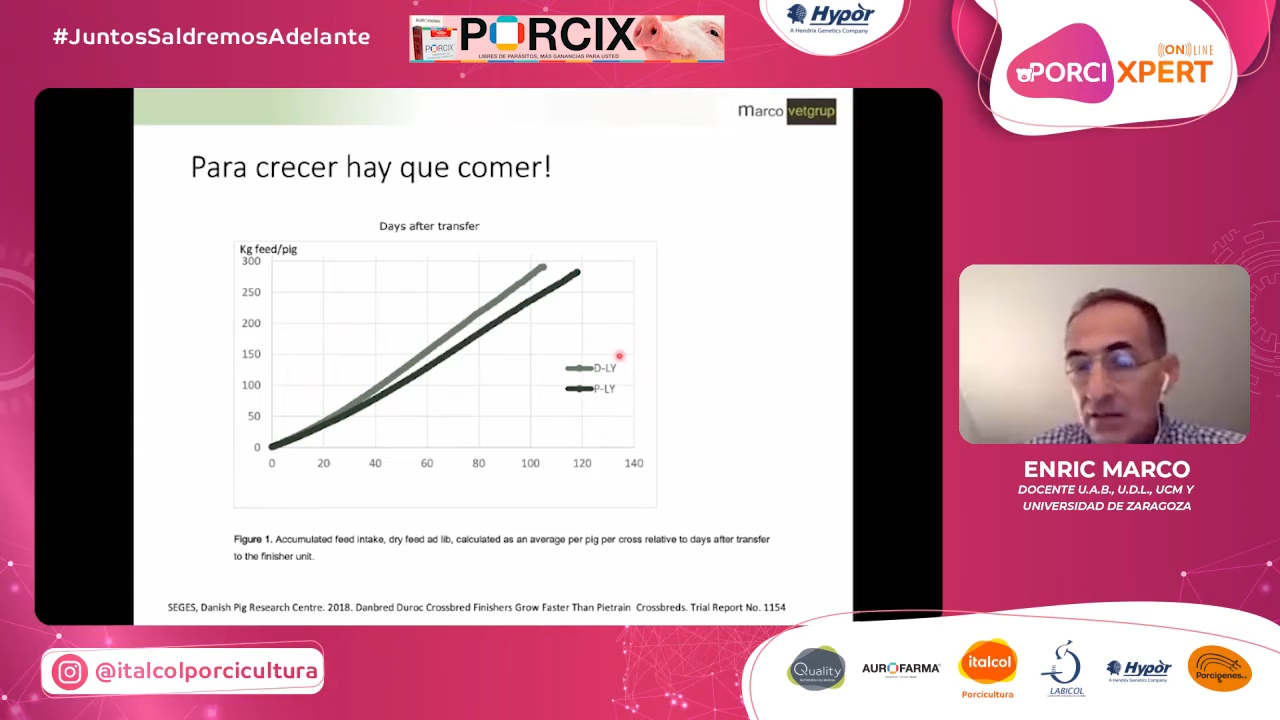 #JuntosSaldremosAdelante
AUROFARMA
PORCIX
PORCIX
LIBRES DE PARÁSITOS, MÁS GANANCIAS PARA USTED
Hypor
A Hendrix Genetics Company
ON LINE
PORCI XPERT
marco vetgrup
Para crecer hay que comer!
Days after transfer
Kg feed/pig
300
250
200
150
100
50
0
0 20 40 60 80 100 120 140
D-LY
P-LY
Figure 1. Accumulated feed intake, dry feed ad lib, calculated as an average per pig per cross relative to days after transfer
to the finisher unit.
SEGES, Danish Pig Research Centre. 2018. Danbred Duroc Crossbred Finishers Grow Faster Than Pietrain Crossbreds. Trial Report No. 1154
ENRIC MARCO
DOCENTE U.A.B., U.D.L., UCM Y
UNIVERSIDAD DE ZARAGOZA
@italcolporcicultura
Quality
AUROFARMA
italcol
Porcicultura
LABICOL
Hypor
A Hendrix Genetics Company
Porcigenes